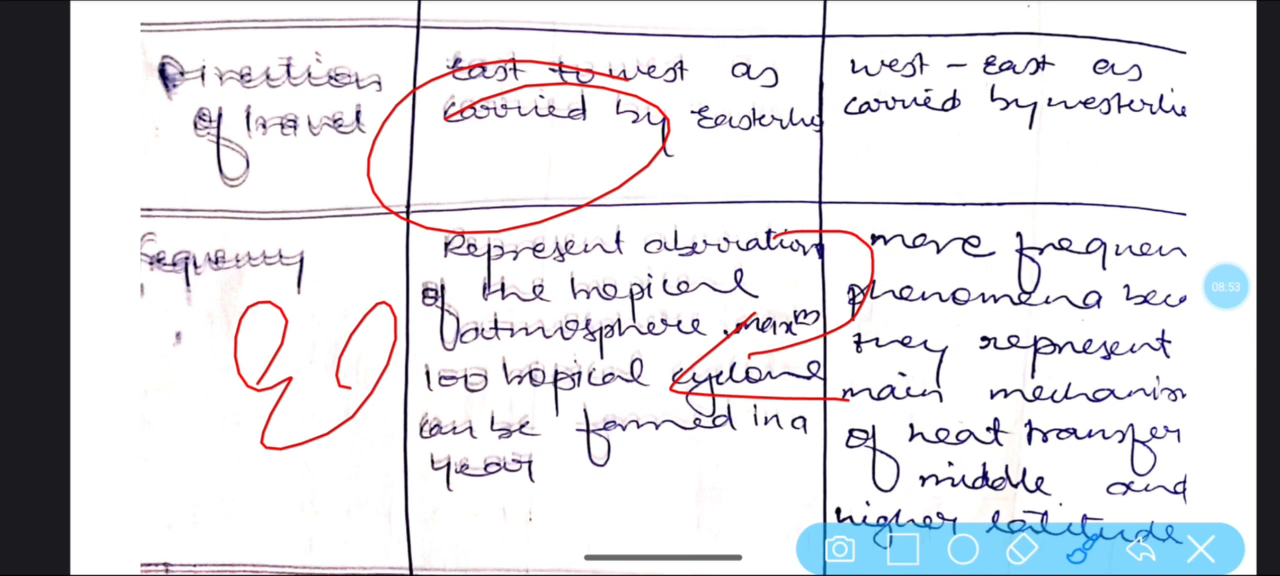 Direction
of travel
East to west as
carried by Easterlies
west - East as
carried by westerlie
frequency
Represent aberration
of the tropical
atmosphere. maxm
100 tropical cyclone
can be formed in a
year
more frequen
phenomena bec
they represent
main mechanism
of heat transfer
middle and
higher latitude
08:53